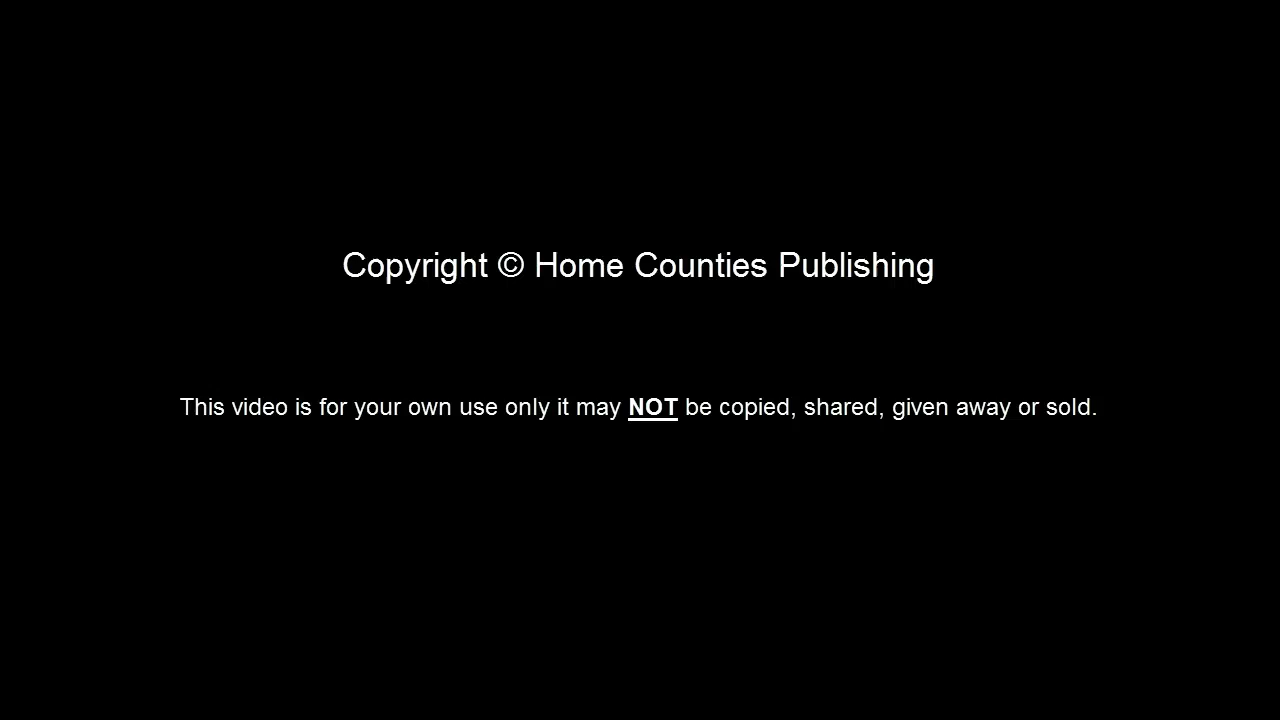 Copyright © Home Counties Publishing
This video is for your own use only it may NOT be copied, shared, given away or sold.